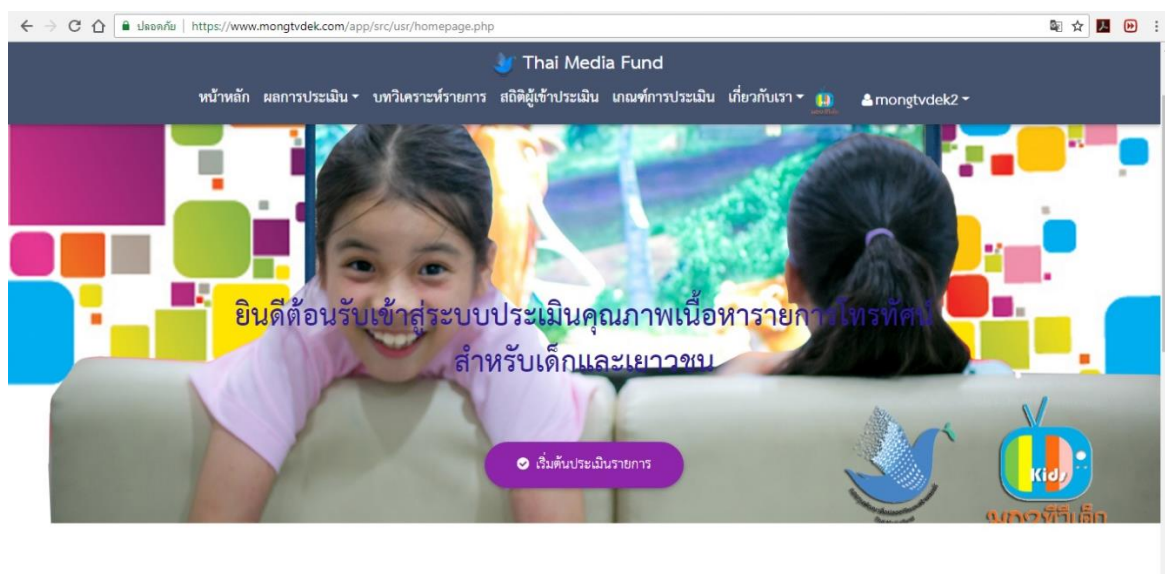 ปลอดภัย | https://www.mongtvdek.com/app/src/usr/homepage.php
Thai Media Fund
หน้าหลัก ผลการประเมิน บทวิเคราะห์รายการ สถิติผู้เข้าประเมิน เกณฑ์การประเมิน เกี่ยวกับเรา mongtvdek2
ยินดีต้อนรับเข้าสู่ระบบประเมินคุณภาพเนื้อหารายการโทรทัศน์
สำหรับเด็กและเยาวชน
เริ่มต้นประเมินรายการ
Kids
มองทีวีเด็ก